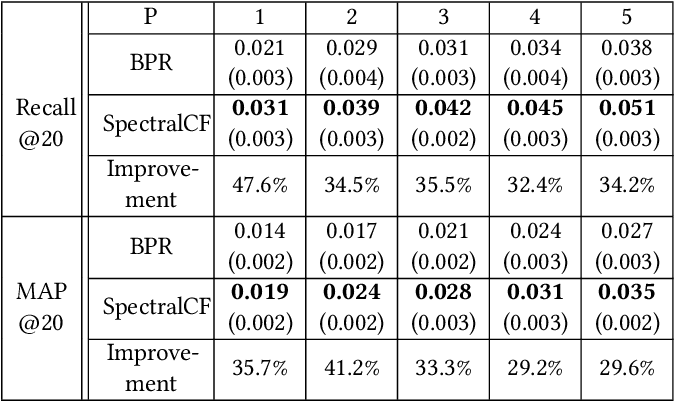 P 1 2 3 4 5
Recall @20
BPR
0.021 0.029 0.031 0.034 0.038
(0.003) (0.004) (0.003) (0.004) (0.003)
SpectralCF
0.031 0.039 0.042 0.045 0.051
(0.003) (0.003) (0.002) (0.003) (0.003)
Improve-
ment
47.6% 34.5% 35.5% 32.4% 34.2%
MAP @20
BPR
0.014 0.017 0.021 0.024 0.027
(0.002) (0.002) (0.002) (0.003) (0.003)
SpectralCF
0.019 0.024 0.028 0.031 0.035
(0.002) (0.002) (0.003) (0.003) (0.002)
Improve-
ment
35.7% 41.2% 33.3% 29.2% 29.6%